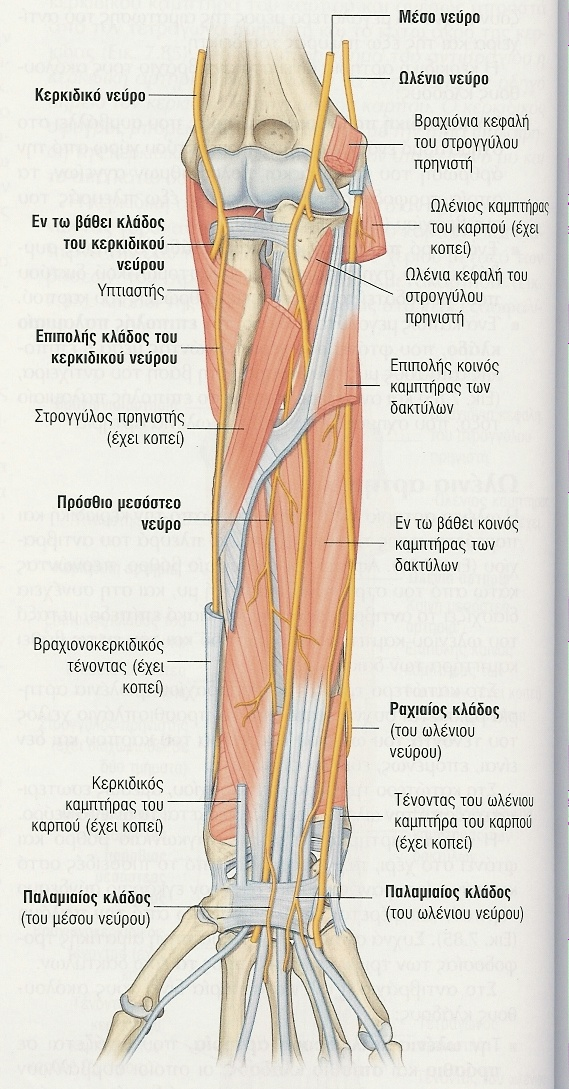 Μέσο νεύρο
Ωλένιο νεύρο
Κερκιδικό νεύρο
Βραχιόνια κεφαλή
του στρογγύλου
πρηνιστή
Ωλένιος καμπτήρας
του καρπού (έχει
κοπεί)
Εν τω βάθει κλάδος
του κερκιδικού
νεύρου
Ωλένια κεφαλή του
στρογγύλου
πρηνιστή
Υπτιαστής
Επιπολής κλάδος του
κερκιδικού νεύρου
Επιπολής κοινός
καμπτήρας των
δακτύλων
Στρογγύλος πρηνιστής
(έχει κοπεί)
Πρόσθιο μεσόστεο
νεύρο
Εν τω βάθει κοινός
καμπτήρας των
δακτύλων
Βραχιονοκερκιδικός
τένοντας (έχει
κοπεί)
Ραχιαίος κλάδος
(του ωλένιου
νεύρου)
Κερκιδικός
καμπτήρας του
καρπού (έχει κοπεί)
Τένοντας του ωλένιου
καμπτήρα του καρπού
(έχει κοπεί)
Παλαμιαίος κλάδος
(του μέσου νεύρου)
Παλαμιαίος κλάδος
(του ωλένιου νεύρου)